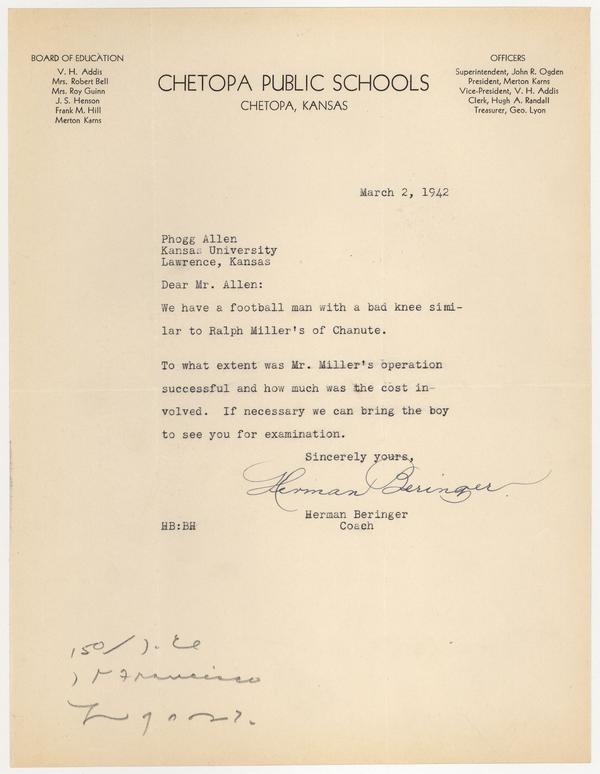 BOARD OF EDUCATION
V. H. Addis
Mrs. Robert Bell
Mrs. Roy Guinn
J. S. Henson
Frank M. Hill
Merton Karns
CHETOPA PUBLIC SCHOOLS
CHETOPA, KANSAS
OFFICERS
Superintendent, John R. Ogden
President, Merton Karns
Vice-President, V. H. Addis
Clerk, Hugh A. Randall
Treasurer, Geo. Lyon
March 2, 1942
Phogg Allen
Kansas University
Lawrence, Kansas
Dear Mr. Allen:
We have a football man with a bad knee simi-
lar to Ralph Miller's of Chanute.
To what extent was Mr. Miller's operation
successful and how much was the cost in-
volved. If necessary we can bring the boy
to see you for examination.
Sincerely yours,
Herman Beringer
Herman Beringer
Coach
HB:BH
150/
Francisco